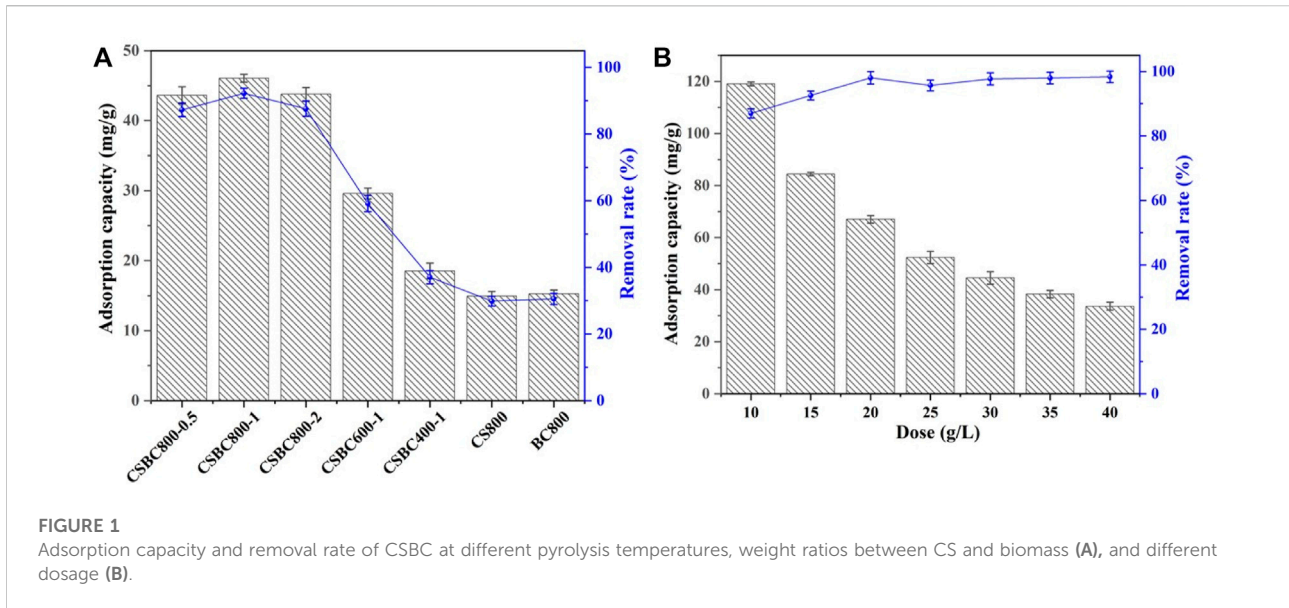 A
50
40
30
20
10
0
Adsorption capacity (mg/g)
100
80
60
40
20
0
Removal rate (%)
CSBC800-0.5
CSBC800-1
CSBC800-2
CSBC600-1
CSBC400-1
CS800
BC800
B
120
100
80
60
40
20
0
Adsorption capacity (mg/g)
100
80
60
40
20
0
Removal rate (%)
10 15 20 25 30 35 40
Dose (g/L)
FIGURE 1
Adsorption capacity and removal rate of CSBC at different pyrolysis temperatures, weight ratios between CS and biomass (A), and different
dosage (B).